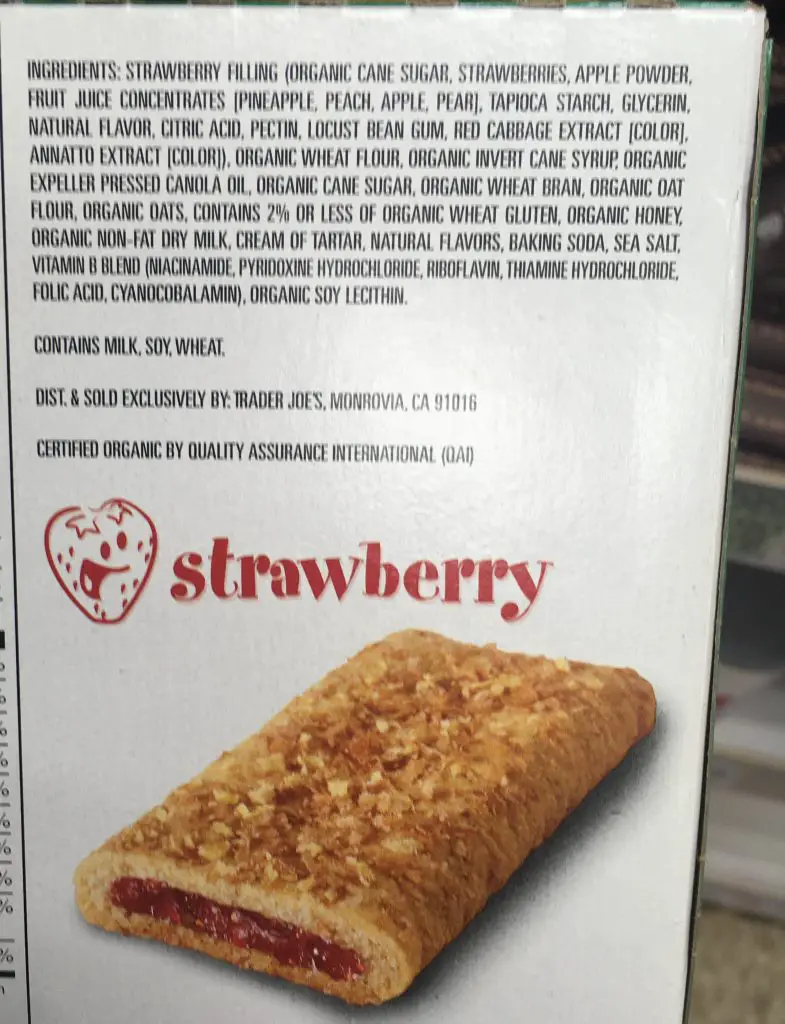 INGREDIENTS: STRAWBERRY FILLING (ORGANIC CANE SUGAR, STRAWBERRIES, APPLE POWDER,
FRUIT JUICE CONCENTRATES [PINEAPPLE, PEACH, APPLE, PEAR], TAPIOCA STARCH, GLYCERIN,
NATURAL FLAVOR, CITRIC ACID, PECTIN, LOCUST BEAN GUM, RED CABBAGE EXTRACT [COLOR],
ANNATTO EXTRACT [COLOR]), ORGANIC WHEAT FLOUR, ORGANIC INVERT CANE SYRUP, ORGANIC
EXPELLER PRESSED CANOLA OIL, ORGANIC CANE SUGAR, ORGANIC WHEAT BRAN, ORGANIC OAT
FLOUR, ORGANIC OATS, CONTAINS 2% OR LESS OF ORGANIC WHEAT GLUTEN, ORGANIC HONEY,
ORGANIC NON-FAT DRY MILK, CREAM OF TARTAR, NATURAL FLAVORS, BAKING SODA, SEA SALT,
VITAMIN B BLEND (NIACINAMIDE, PYRIDOXINE HYDROCHLORIDE, RIBOFLAVIN, THIAMINE HYDROCHLORIDE,
FOLIC ACID, CYANOCOBALAMIN), ORGANIC SOY LECITHIN.
CONTAINS MILK, SOY, WHEAT.
DIST. & SOLD EXCLUSIVELY BY: TRADER JOE'S, MONROVIA, CA 91016
CERTIFIED ORGANIC BY QUALITY ASSURANCE INTERNATIONAL (QAI)
strawberry